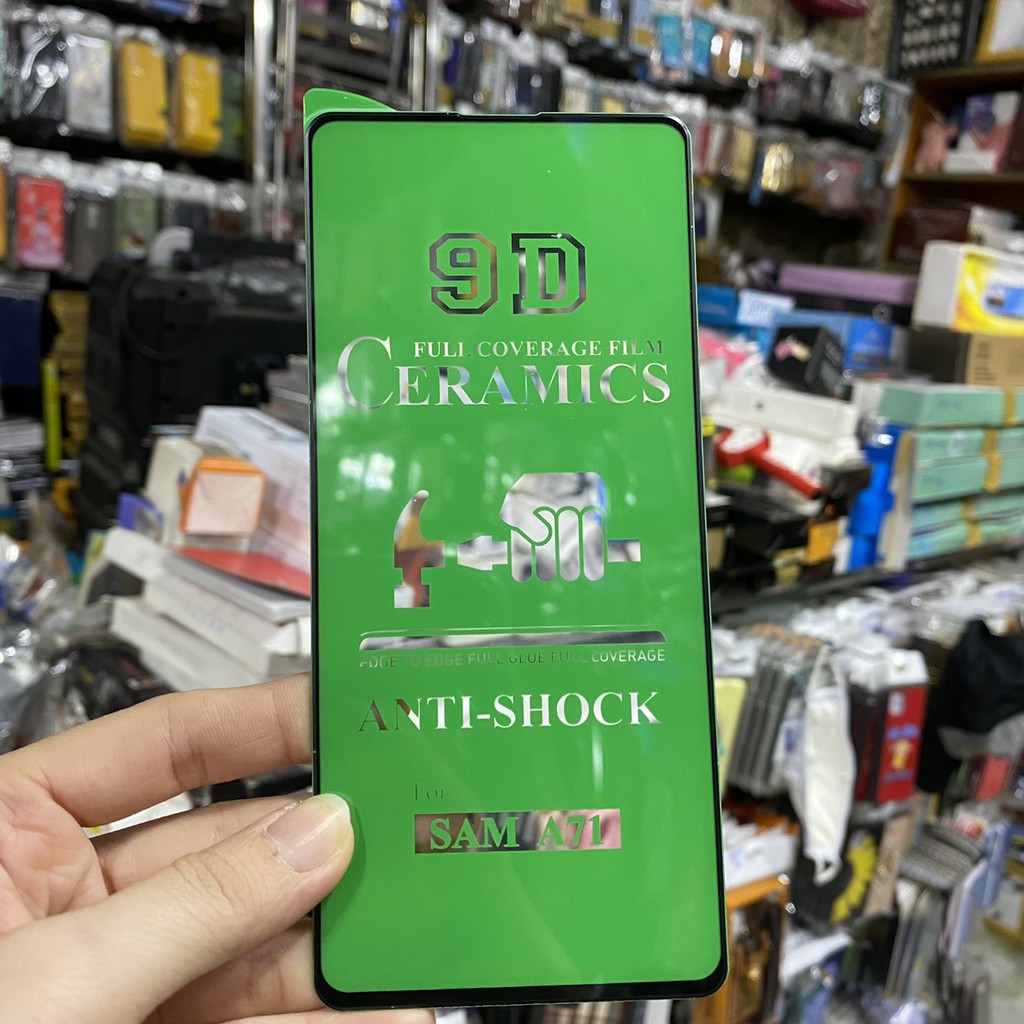 9D
FULL COVERAGE FILM
CERAMICS
EDGE TO EDGE FULL GLUE FULL COVERAGE
ANTI-SHOCK
For
SAM A71